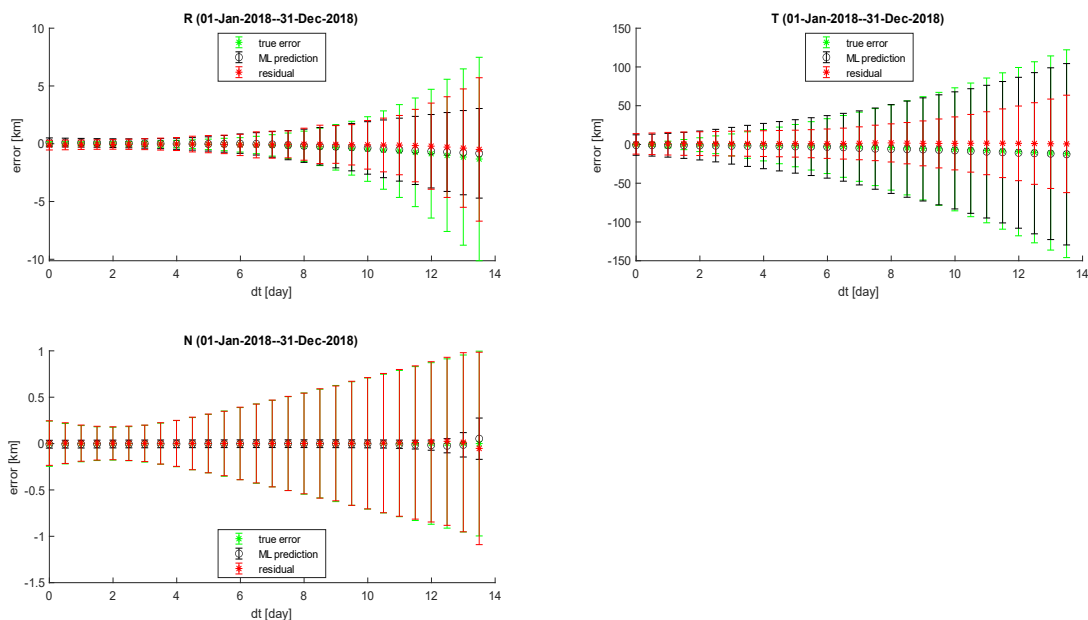 R (01-Jan-2018--31-Dec-2018)
true error
ML prediction
residual
10
5
0
-5
-10
error [km]
0 2 4 6 8 10 12 14
dt [day]
T (01-Jan-2018--31-Dec-2018)
true error
ML prediction
residual
150
100
50
0
-50
-100
-150
error [km]
0 2 4 6 8 10 12 14
dt [day]
N (01-Jan-2018--31-Dec-2018)
1
0.5
0
-0.5
-1
-1.5
error [km]
true error
ML prediction
residual
0 2 4 6 8 10 12 14
dt [day]